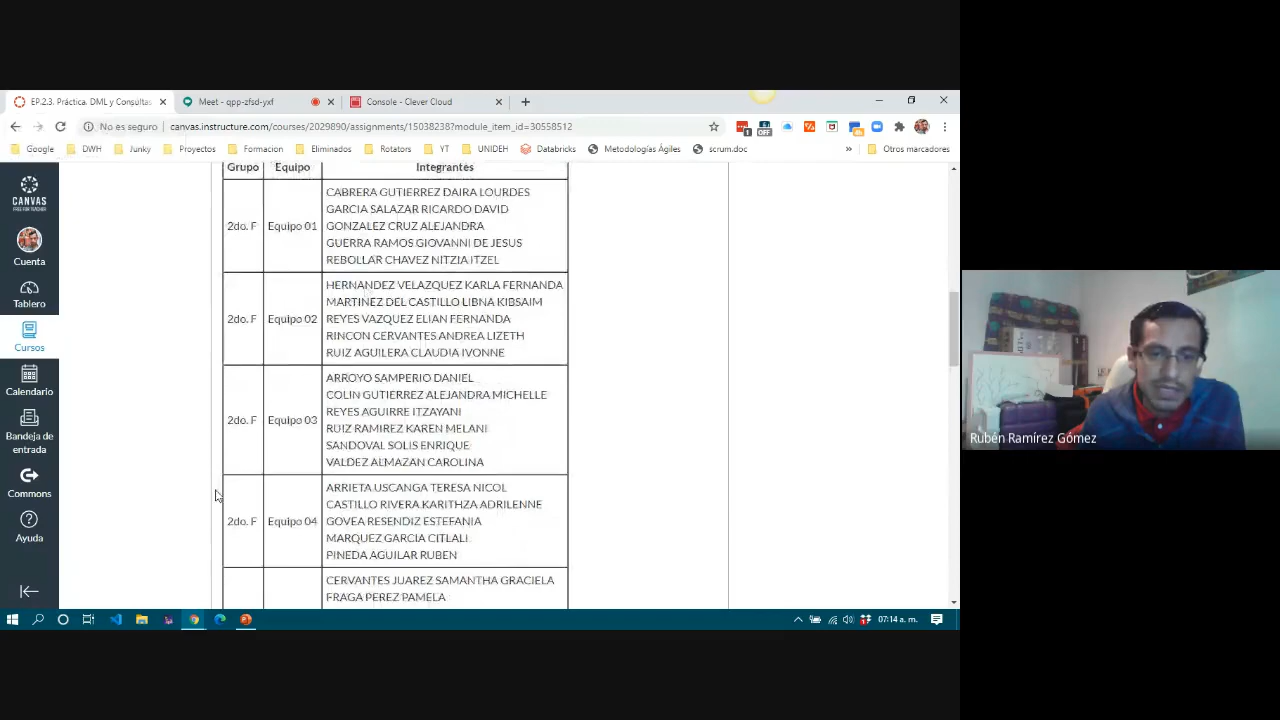 EP.2.3. Práctica. DML y Consultas
Meet - qpp-zfsd-yxf
Console - Clever Cloud
No es seguro
canvas.instructure.com/courses/2029890/assignments/15038238?module_item_id=30558512
1
OFF
Google
DWH
Junky
Proyectos
Formacion
Eliminados
Rotators
YT
UNIDEH
Databricks
Metodologías Ágiles
scrum.doc
»
Otros marcadores
CANVAS
FREE FOR TEACHER
Cuenta
Tablero
Cursos
Calendario
Bandeja de
entrada
Commons
Ayuda
Grupo Equipo Integrantes
CABRERA GUTIERREZ DAIRA LOURDES
GARCIA SALAZAR RICARDO DAVID
2do. F Equipo 01 GONZALEZ CRUZ ALEJANDRA
GUERRA RAMOS GIOVANNI DE JESUS
REBOLLAR CHAVEZ NITZIA ITZEL
HERNANDEZ VELAZQUEZ KARLA FERNANDA
MARTINEZ DEL CASTILLO LIBNA KIBSAIM
2do. F Equipo 02 REYES VAZQUEZ ELIAN FERNANDA
RINCON CERVANTES ANDREA LIZETH
RUIZ AGUILERA CLAUDIA IVONNE
ARROYO SAMPERIO DANIEL
COLIN GUTIERREZ ALEJANDRA MICHELLE
REYES AGUIRRE ITZAYANI
2do. F Equipo 03
RUIZ RAMIREZ KAREN MELANI
SANDOVAL SOLIS ENRIQUE
VALDEZ ALMAZAN CAROLINA
ARRIETA USCANGA TERESA NICOL
CASTILLO RIVERA KARITHZA ADRILENNE
2do. F Equipo 04 GOVEA RESENDIZ ESTEFANIA
MARQUEZ GARCIA CITLALI
PINEDA AGUILAR RUBEN
CERVANTES JUAREZ SAMANTHA GRACIELA
FRAGA PEREZ PAMELA
07:14 a. m.
Rubén Ramírez Gómez